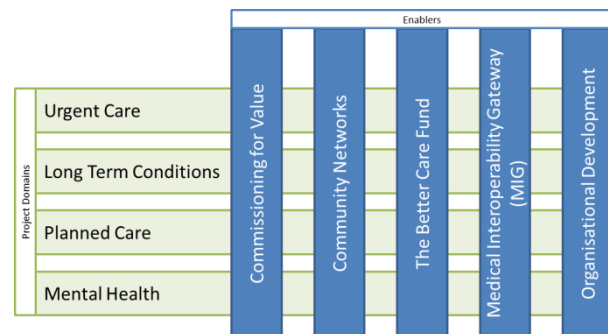 Enablers
Project Domains
Urgent Care
Long Term Conditions
Planned Care
Mental Health
Commissioning for Value
Community Networks
The Better Care Fund
Medical Interoperability Gateway
(MIG)
Organisational Development